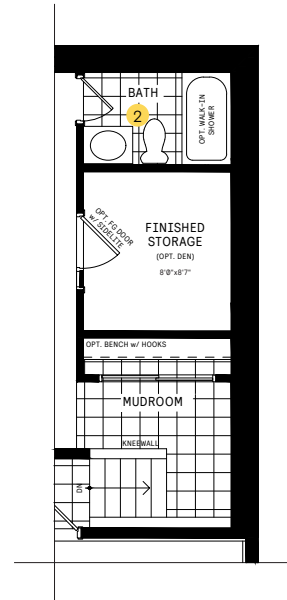 BATH
2
OPT. WALK-IN
SHOWER
OPT. FG DOOR
w/ SIDELITE
FINISHED
STORAGE
(OPT. DEN)
8'0"x8'7"
OPT. BENCH w/ HOOKS
MUDROOM
KNEEWALL
DN